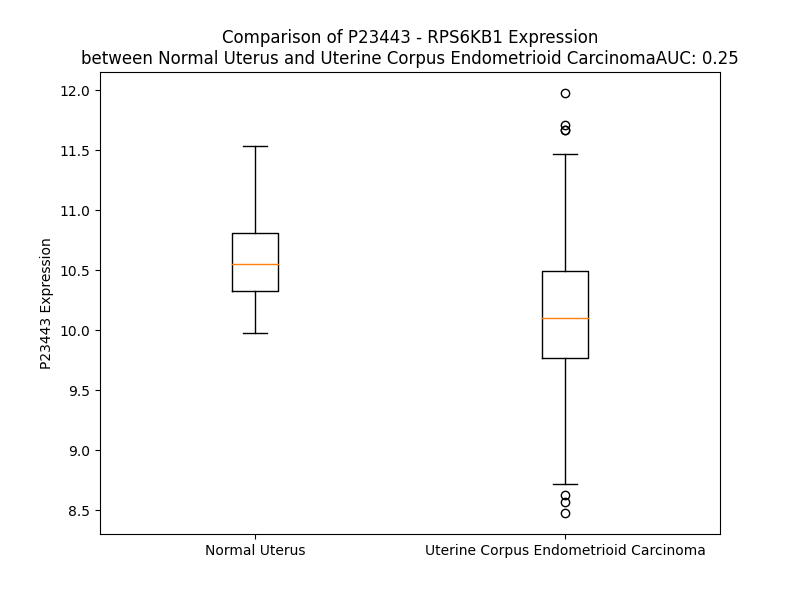 Comparison of P23443 - RPS6KB1 Expression
between Normal Uterus and Uterine Corpus Endometrioid CarcinomaAUC: 0.25
12.0
11.5
11.0
10.5
10.0
9.5
9.0
8.5
P23443 Expression
Normal Uterus
Uterine Corpus Endometrioid Carcinoma